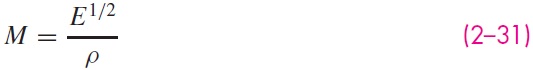 M = E^{1/2} / ρ (2–31)